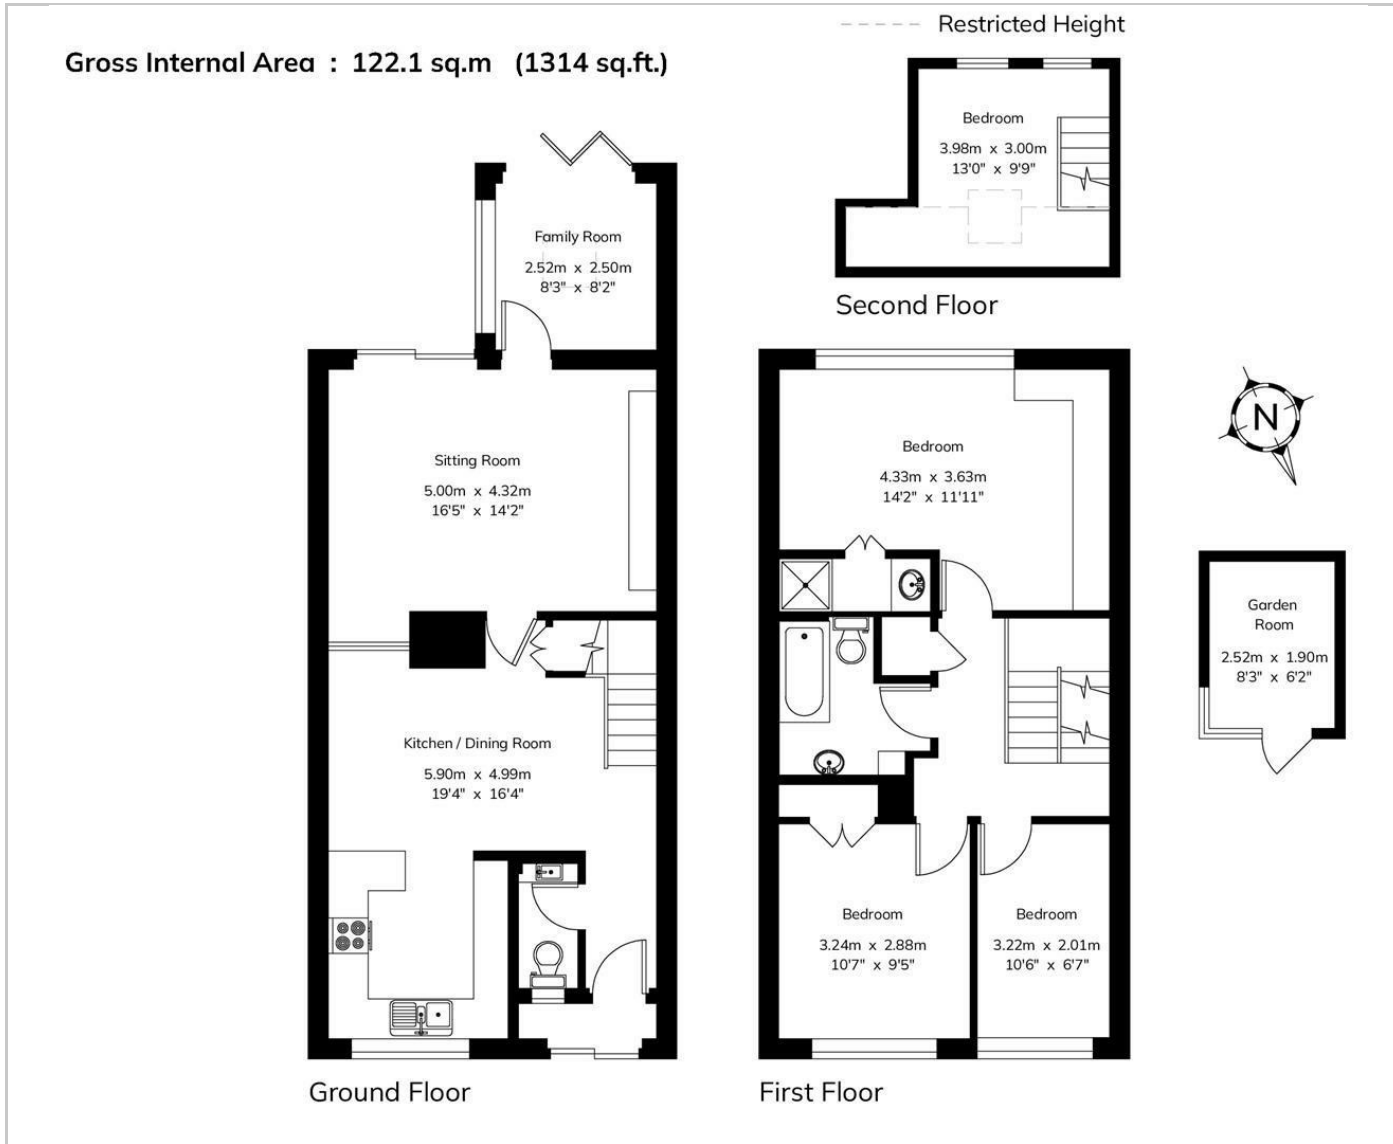 Restricted Height
Gross Internal Area : 122.1 sq.m (1314 sq.ft.)
Bedroom
3.98m x 3.00m
13'0" x 9'9"
Second Floor
Family Room
2.52m x 2.50m
8'3" x 8'2"
Sitting Room
5.00m x 4.32m
16'5" x 14'2"
Kitchen / Dining Room
5.90m x 4.99m
19'4" x 16'4"
Ground Floor
Bedroom
4.33m x 3.63m
14'2" x 11'11"
Bedroom
3.24m x 2.88m
10'7" x 9'5"
Bedroom
3.22m x 2.01m
10'6" x 6'7"
First Floor
N
Garden
Room
2.52m x 1.90m
8'3" x 6'2"